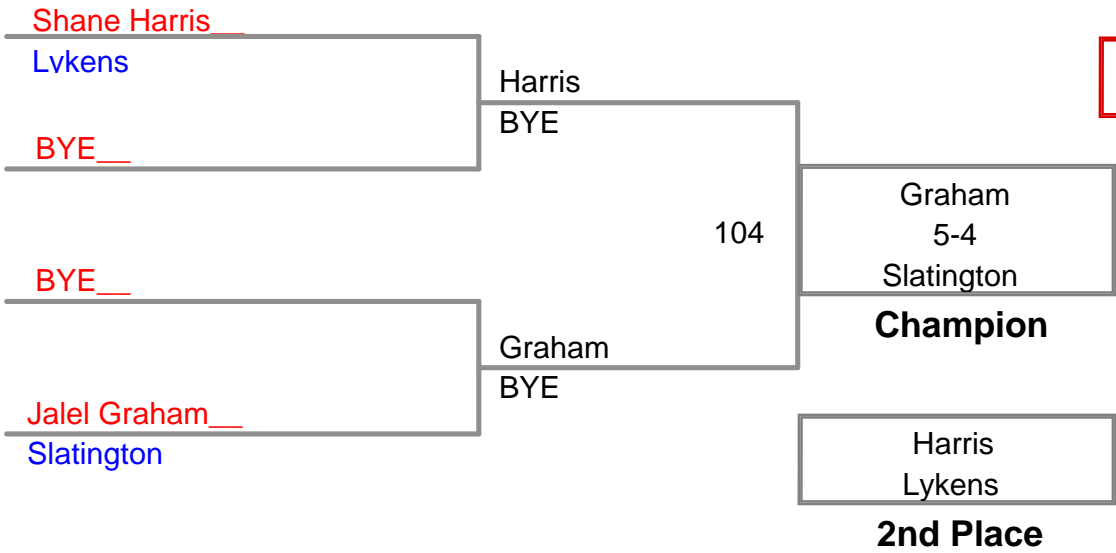 Shane Harris__
Lykens
Harris
BYE
BYE__
Graham
104
5-4
Slatington
BYE__
Champion
Graham
BYE
Jalel Graham__
Slatington
Harris
Lykens
2nd Place